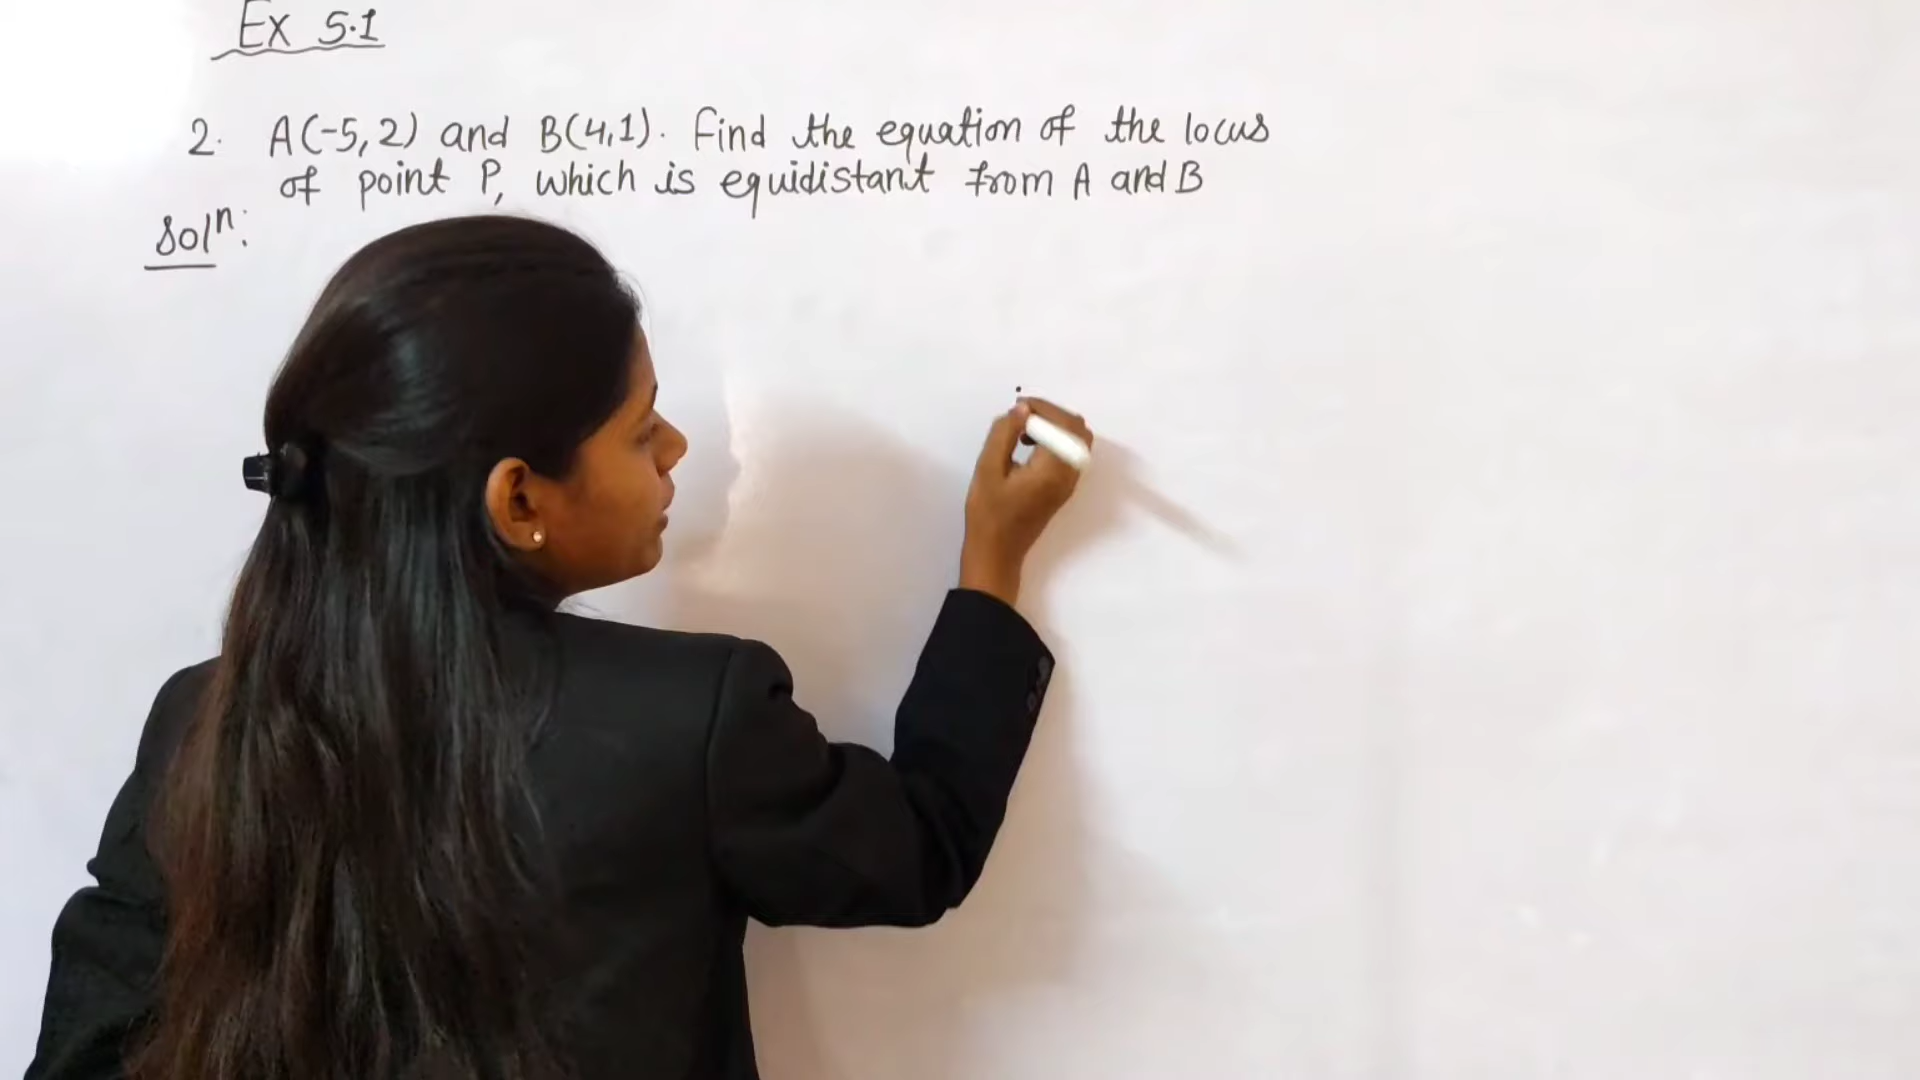 Ex 5.1
2. A(-5,2) and B(4,1). Find the equation of the locus
of point P, which is equidistant from A and B
Solⁿ: